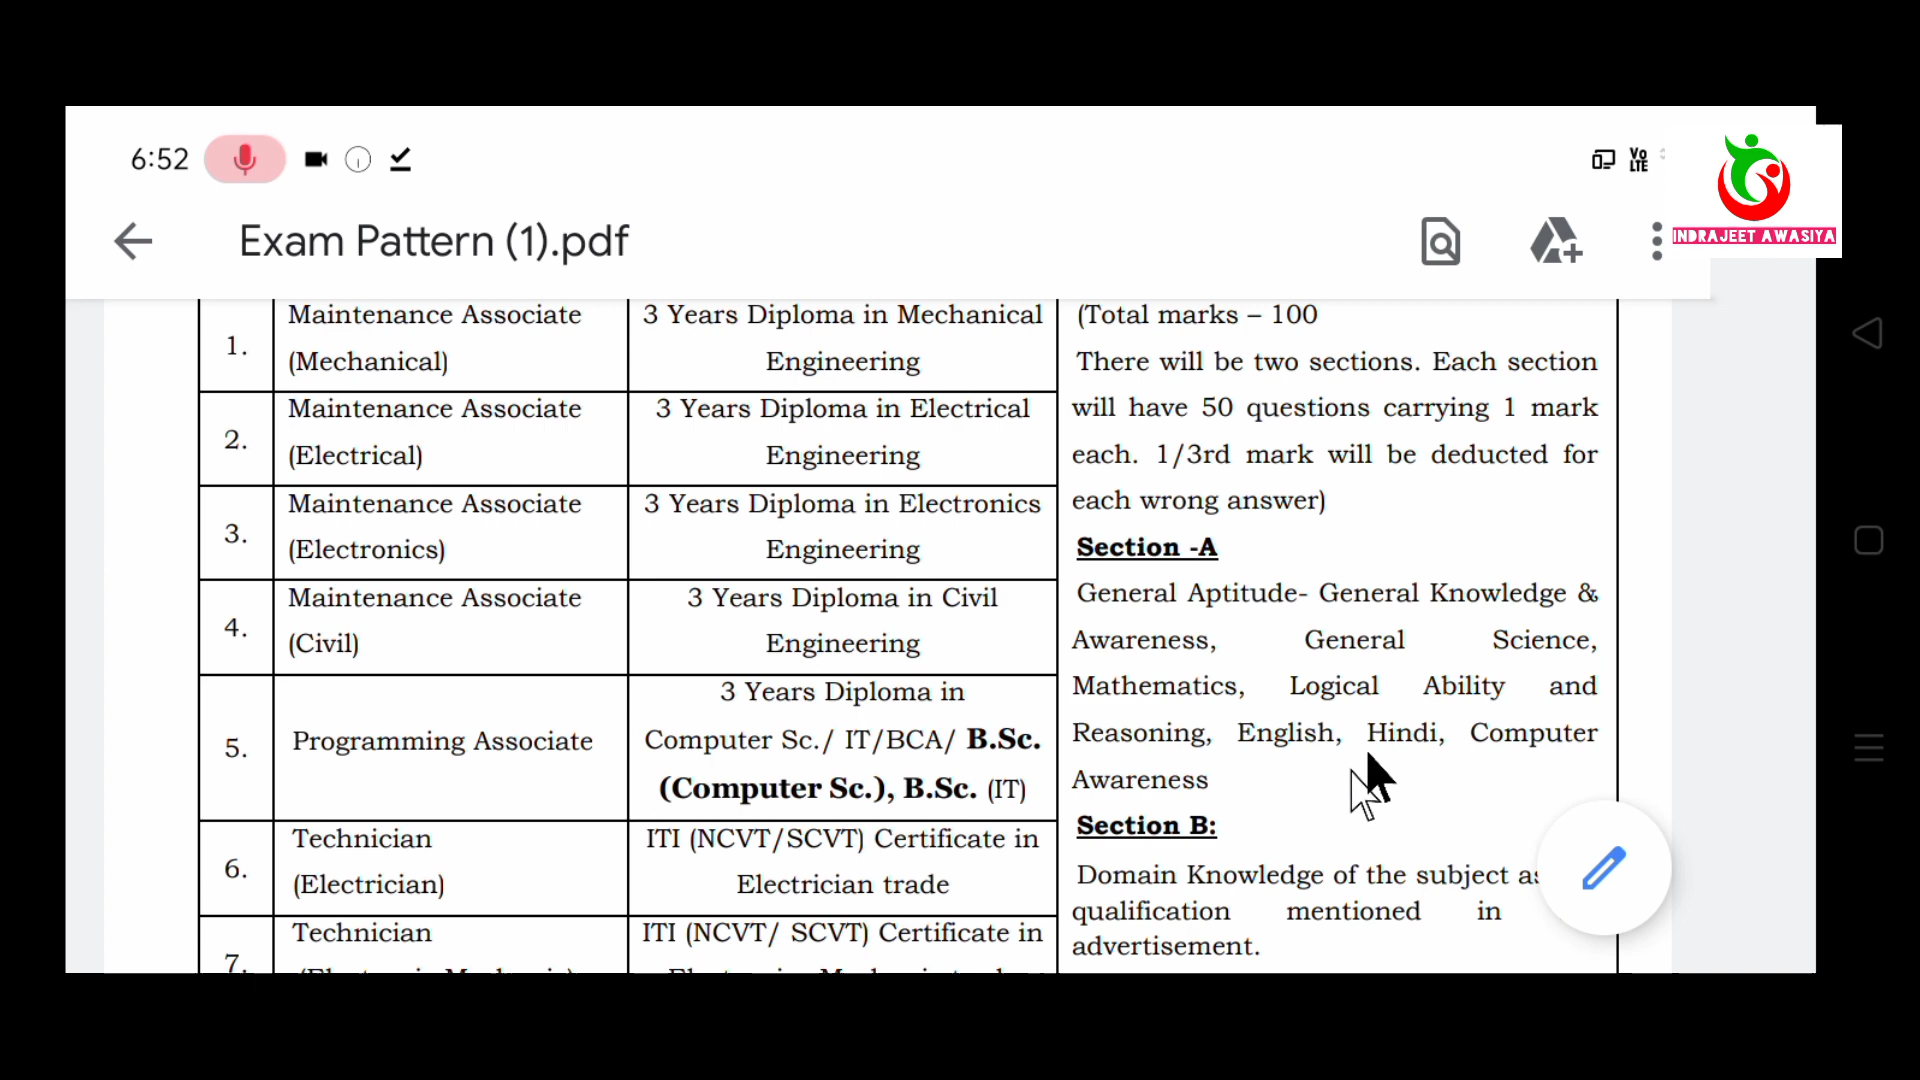 6:52
Vo
LTE
INDRAJEET AWASIYA
Exam Pattern (1).pdf
1.
Maintenance Associate
(Mechanical)
3 Years Diploma in Mechanical
Engineering
2.
Maintenance Associate
(Electrical)
3 Years Diploma in Electrical
Engineering
3.
Maintenance Associate
(Electronics)
3 Years Diploma in Electronics
Engineering
4.
Maintenance Associate
(Civil)
3 Years Diploma in Civil
Engineering
5.
Programming Associate
3 Years Diploma in
Computer Sc./ IT/BCA/ B.Sc.
(Computer Sc.), B.Sc. (IT)
6.
Technician
(Electrician)
ITI (NCVT/SCVT) Certificate in
Electrician trade
7.
Technician
ITI (NCVT/ SCVT) Certificate in
(Total marks – 100
There will be two sections. Each section
will have 50 questions carrying 1 mark
each. 1/3rd mark will be deducted for
each wrong answer)
Section -A
General Aptitude- General Knowledge &
Awareness, General Science,
Mathematics, Logical Ability and
Reasoning, English, Hindi, Computer
Awareness
Section B:
Domain Knowledge of the subject as
qualification mentioned in
advertisement.